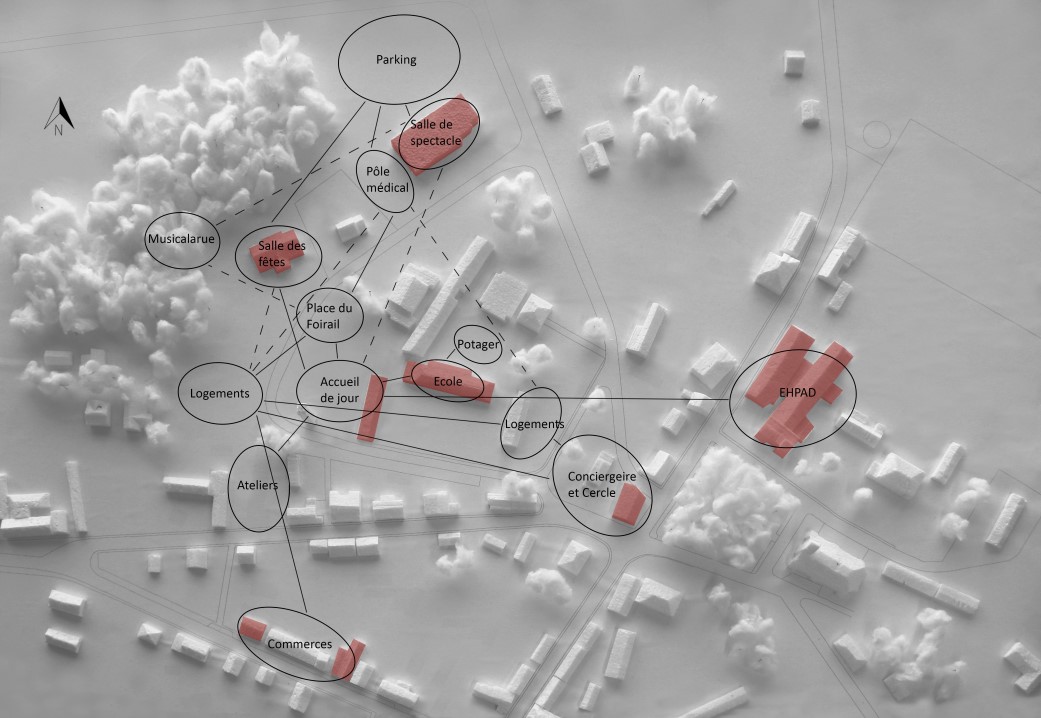 Parking
Salle de
spectacle
Pôle
médical
N
Musicalarue
Salle des
fêtes
Place du
Foirail
Potager
Logements
Accueil
de jour
Ecole
EHPAD
Logements
Ateliers
Conciergeire
et Cercle
Commerces